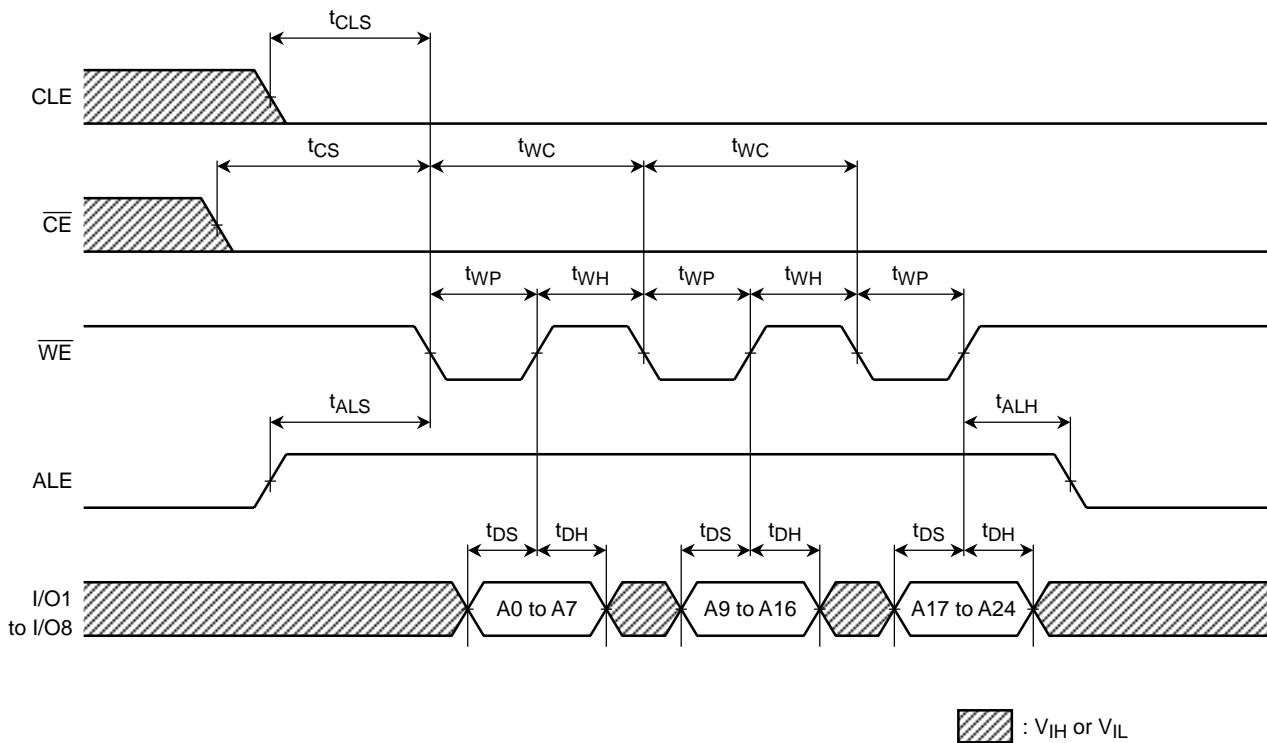 tCLS
CLE
tCS
tWC
tWC
CE
tWP
tWH
tWP
tWH
tWP
WE
tALS
tALH
ALE
tDS
tDH
tDS
tDH
tDS
tDH
I/O1
to I/O8
A0 to A7
A9 to A16
A17 to A24
: VIH or VIL